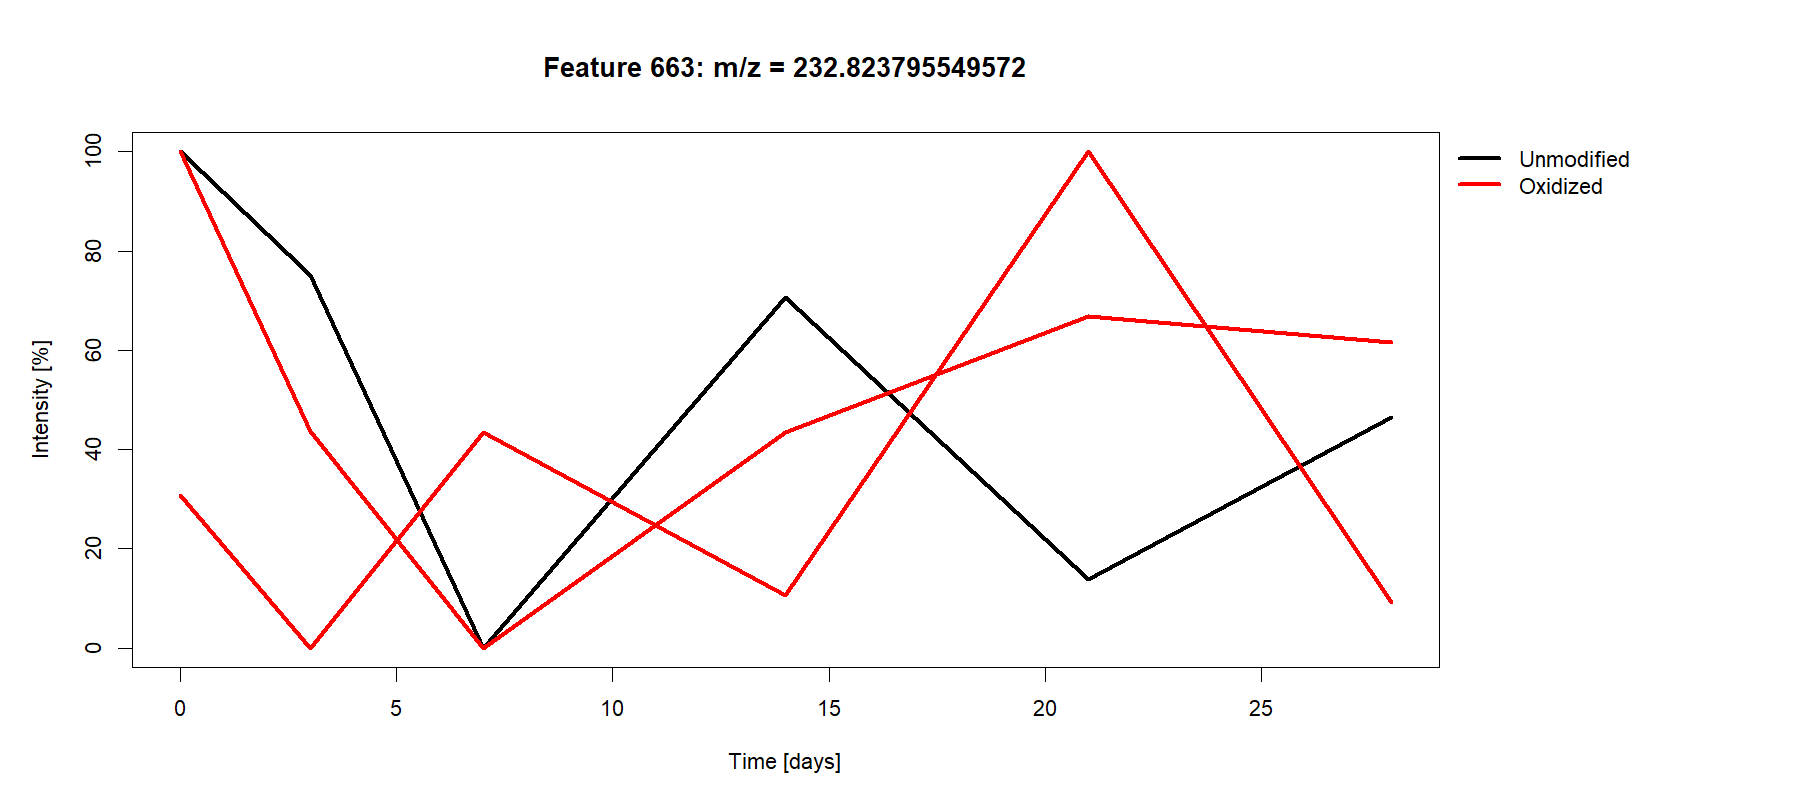 Feature 663: m/z = 232.823795549572
Unmodified
Oxidized
Intensity [%]
100
80
60
40
20
0
0 5 10 15 20 25
Time [days]